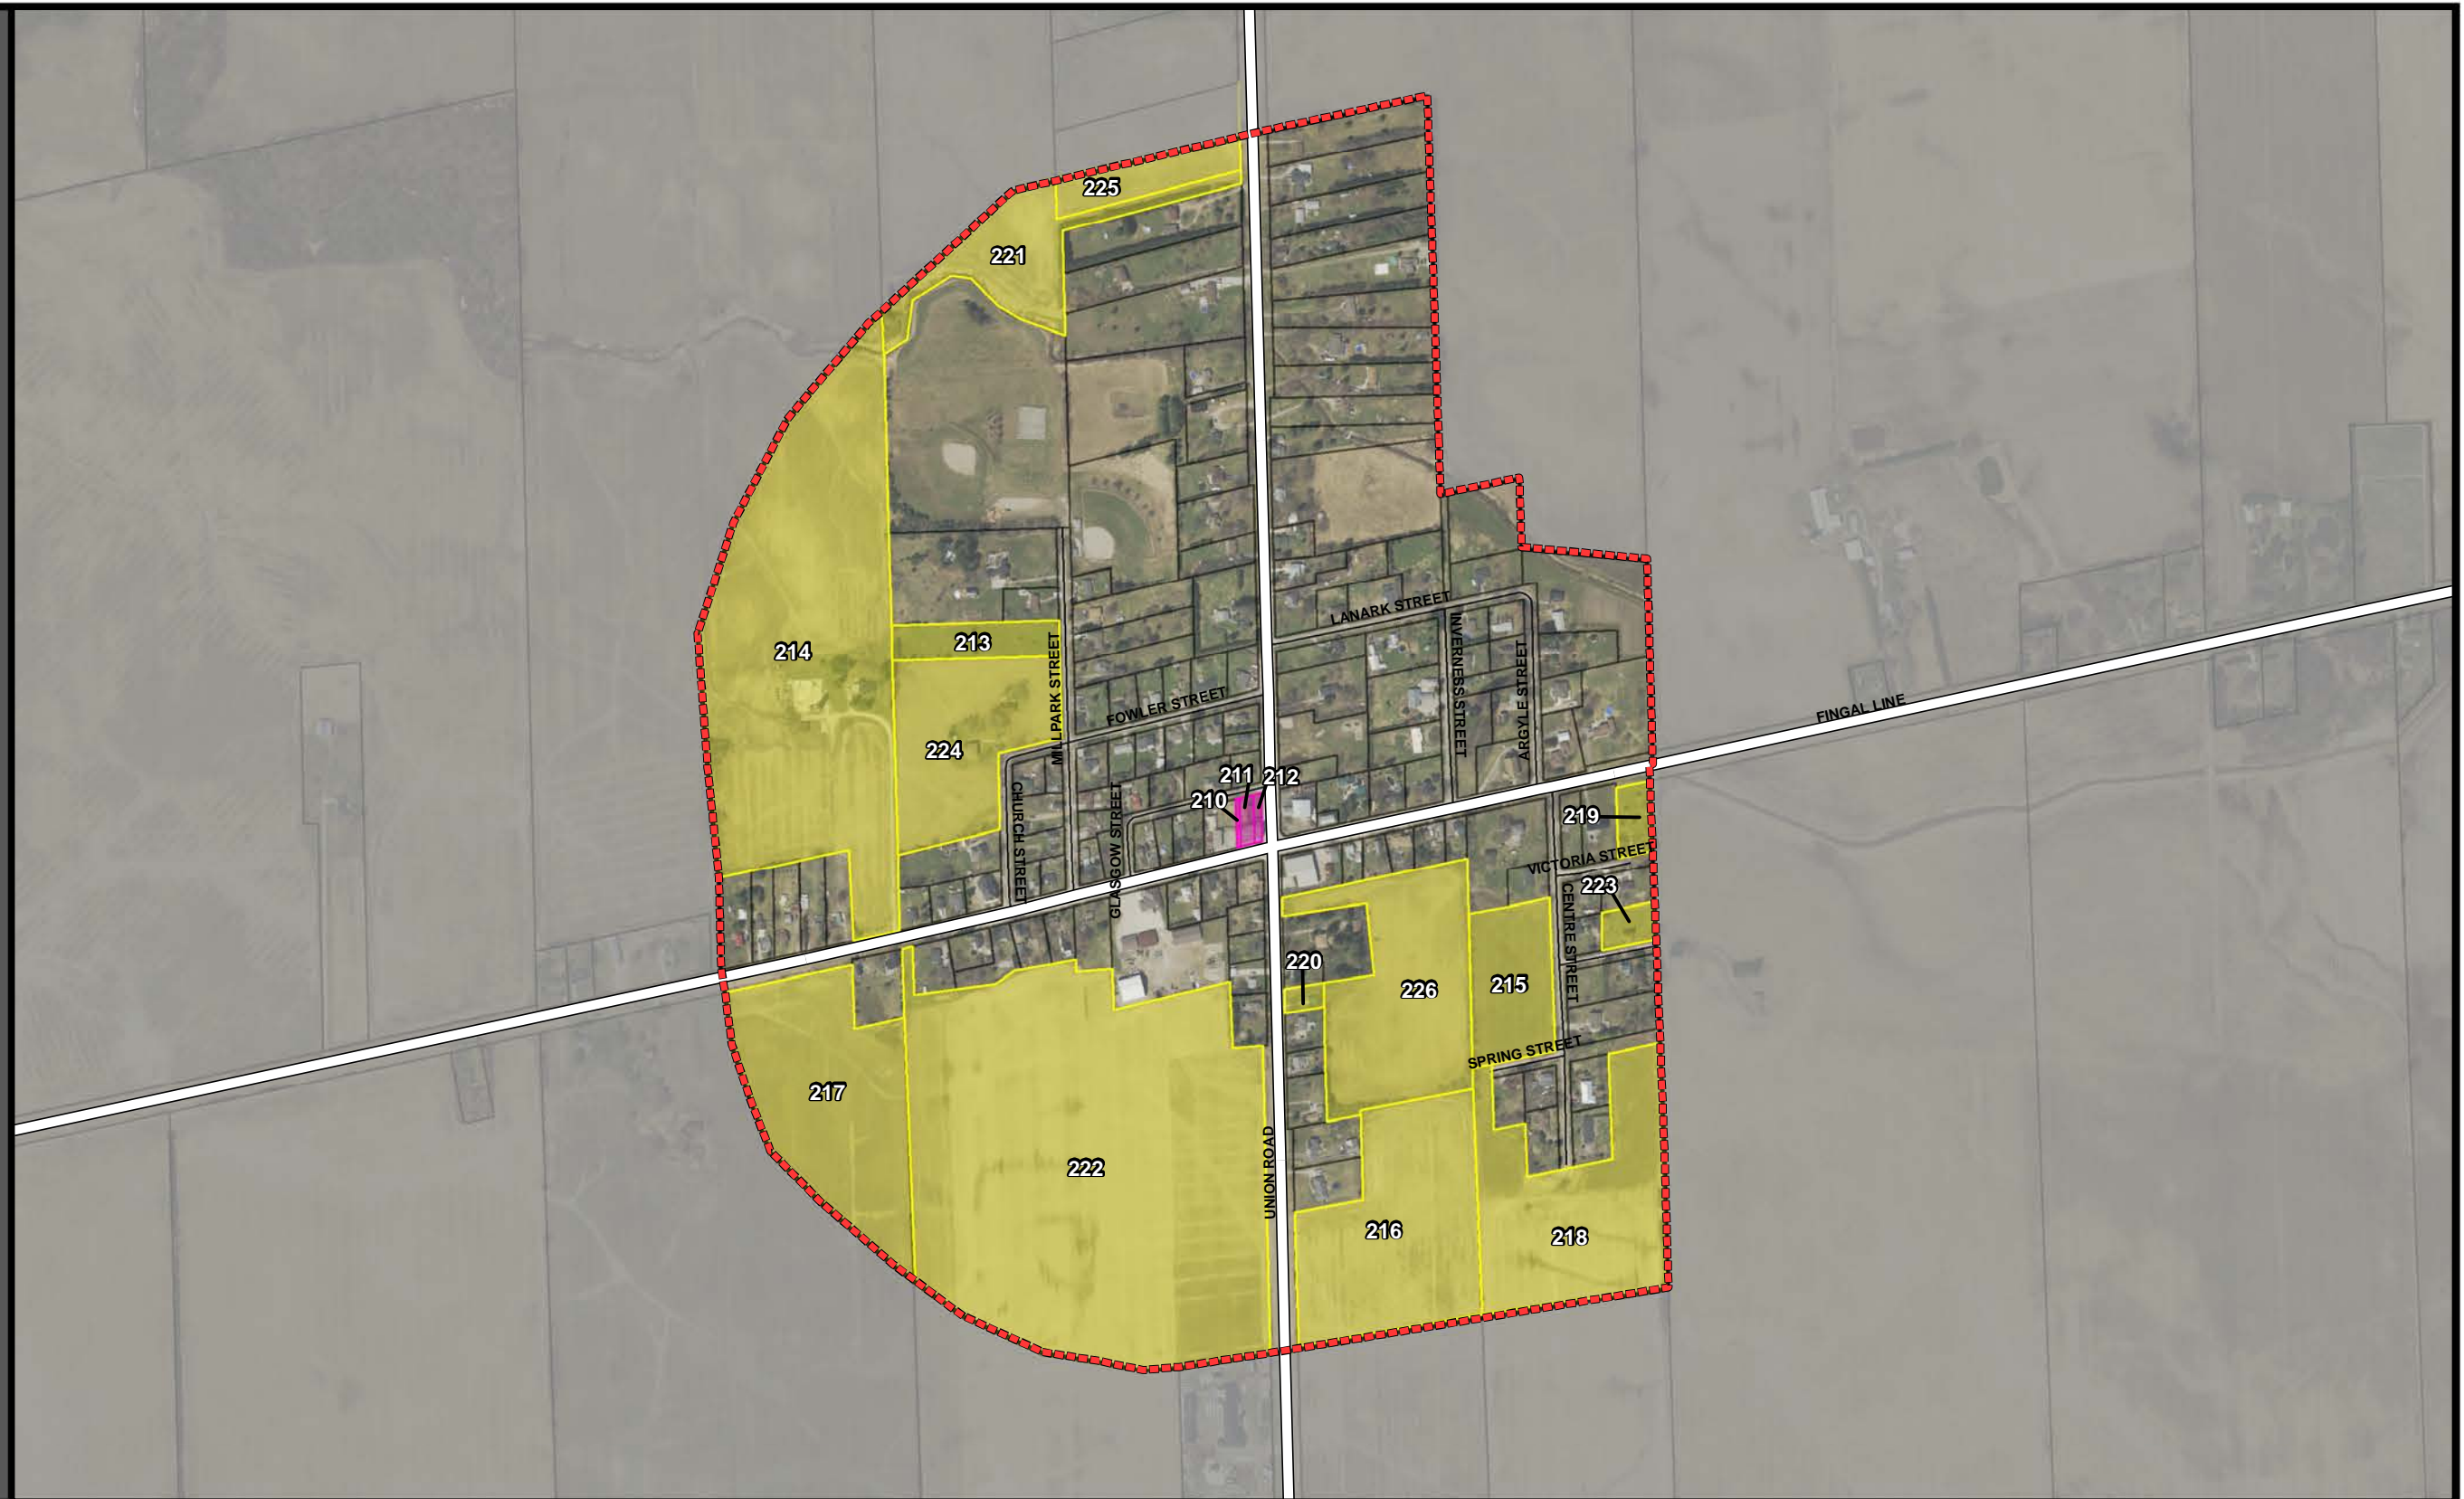 225
221
LANARK STREET
213
214
MILLPARK STREET
INVERNESS STREET
ARGYLE STREET
FOWLER STREET
FINGAL LINE
224
211
212
210
CHURCH STREET
GLASGOW STREET
219
VICTORIA STREET
223
CENTRE STREET
220
226
215
SPRING STREET
217
222
UNION ROAD
216
218